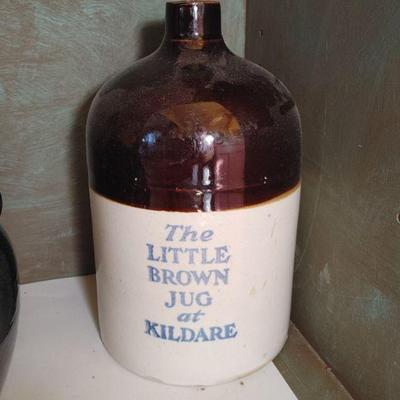 The
LITTLE
BROWN
JUG
at
KILDARE